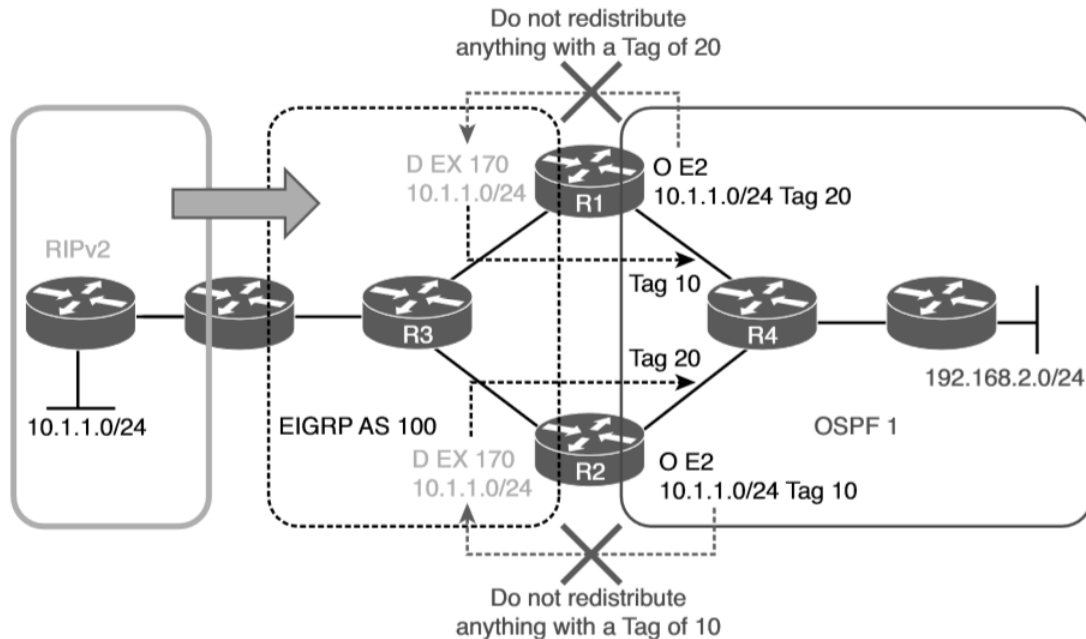 Do not redistribute
anything with a Tag of 20
D EX 170
10.1.1.0/24
R1
O E2
10.1.1.0/24 Tag 20
RIPv2
Tag 10
R3
R4
Tag 20
10.1.1.0/24
EIGRP AS 100
192.168.2.0/24
OSPF 1
D EX 170
10.1.1.0/24
R2
O E2
10.1.1.0/24 Tag 10
Do not redistribute
anything with a Tag of 10